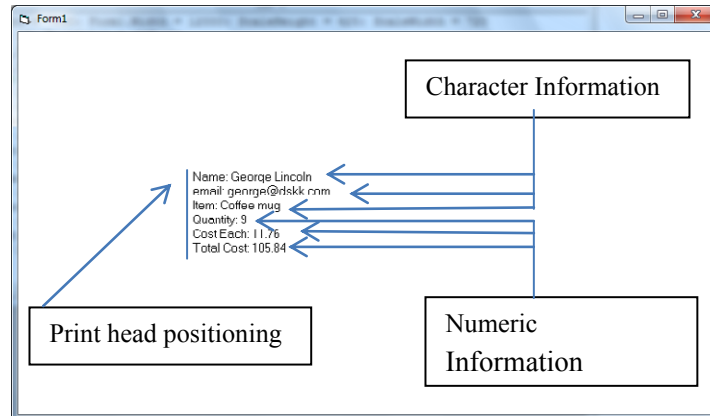 Form1
Character Information
Name: George Lincoln
email: george@dskk.com
Item: Coffee mug
Quantity: 9
Cost Each: 11.76
Total Cost: 105.84
Print head positioning
Numeric
Information